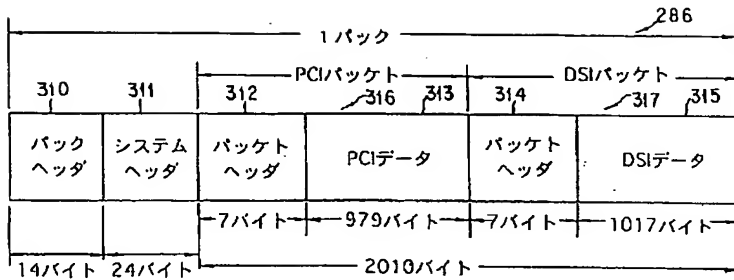 286
1パック
PCIパケット
DSIパケット
310
311
312
316
313
314
317
315
パック
ヘッダ
システム
ヘッダ
パッケト
ヘッダ
PCIデータ
パッケト
ヘッダ
DSIデータ
7バイト
979バイト
7バイト
1017バイト
14バイト
24バイト
2010バイト